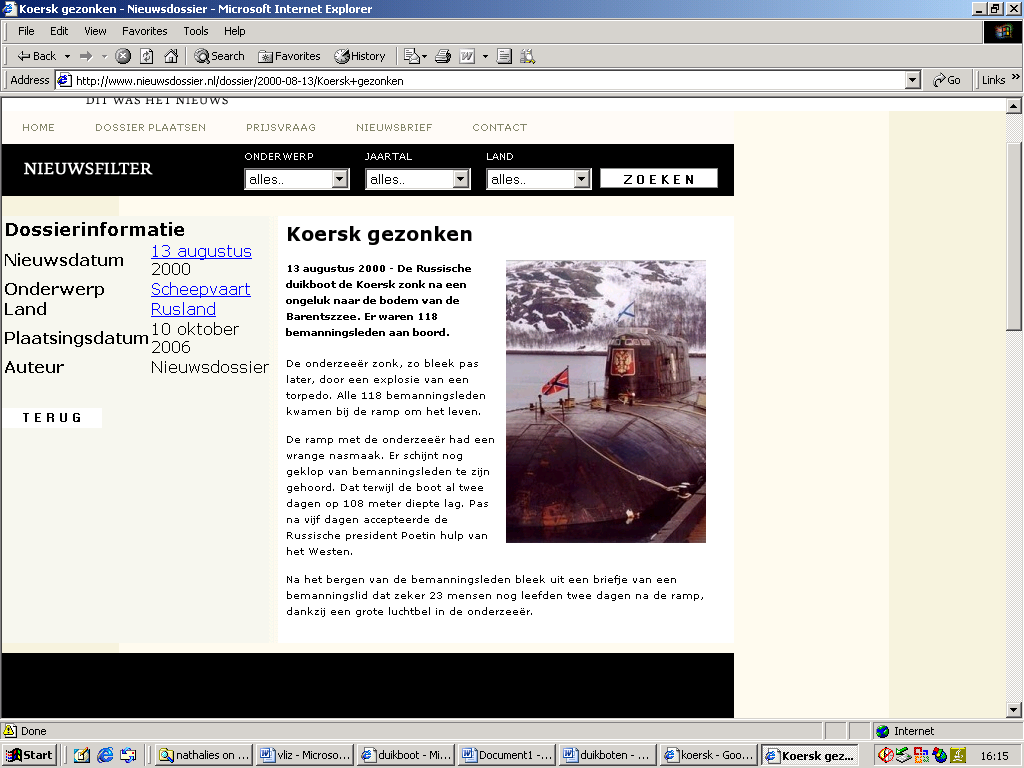 Koersk gezonken - Nieuwsdossier - Microsoft Internet Explorer
File Edit View Favorites Tools Help
Back Search Favorites History
Address http://www.nieuwsdossier.nl/dossier/2000-08-13/Koersk+gezonken Go Links »
DIT WAS HET NIEUWS
HOME DOSSIER PLAATSEN PRIJSVRAAG NIEUWSBRIEF CONTACT
NIEUWSFILTER
ONDERWERP JAARTAL LAND
alles.. alles.. alles.. ZOEKEN
Dossierinformatie
Nieuwsdatum 13 augustus
2000
Onderwerp Scheepvaart
Land Rusland
Plaatsingsdatum 10 oktober
2006
Auteur Nieuwsdossier
TERUG
Koersk gezonken
13 augustus 2000 - De Russische
duikboot de Koersk zonk na een
ongeluk naar de bodem van de
Barentszzee. Er waren 118
bemanningsleden aan boord.
De onderzeeër zonk, zo bleek pas
later, door een explosie van een
torpedo. Alle 118 bemanningsleden
kwamen bij de ramp om het leven.
De ramp met de onderzeeër had een
wrange nasmaak. Er schijnt nog
geklop van bemanningsleden te zijn
gehoord. Dat terwijl de boot al twee
dagen op 108 meter diepte lag. Pas
na vijf dagen accepteerde de
Russische president Poetin hulp van
het Westen.
Na het bergen van de bemanningsleden bleek uit een briefje van een
bemanningslid dat zeker 23 mensen nog leefden twee dagen na de ramp,
dankzij een grote luchtbel in de onderzeeër.
Done Internet
Start nathalies on ... vliz - Microso... duikboot - Mi... Document1 -... duikboten - ... koersk - Goo... Koersk gez... 16:15